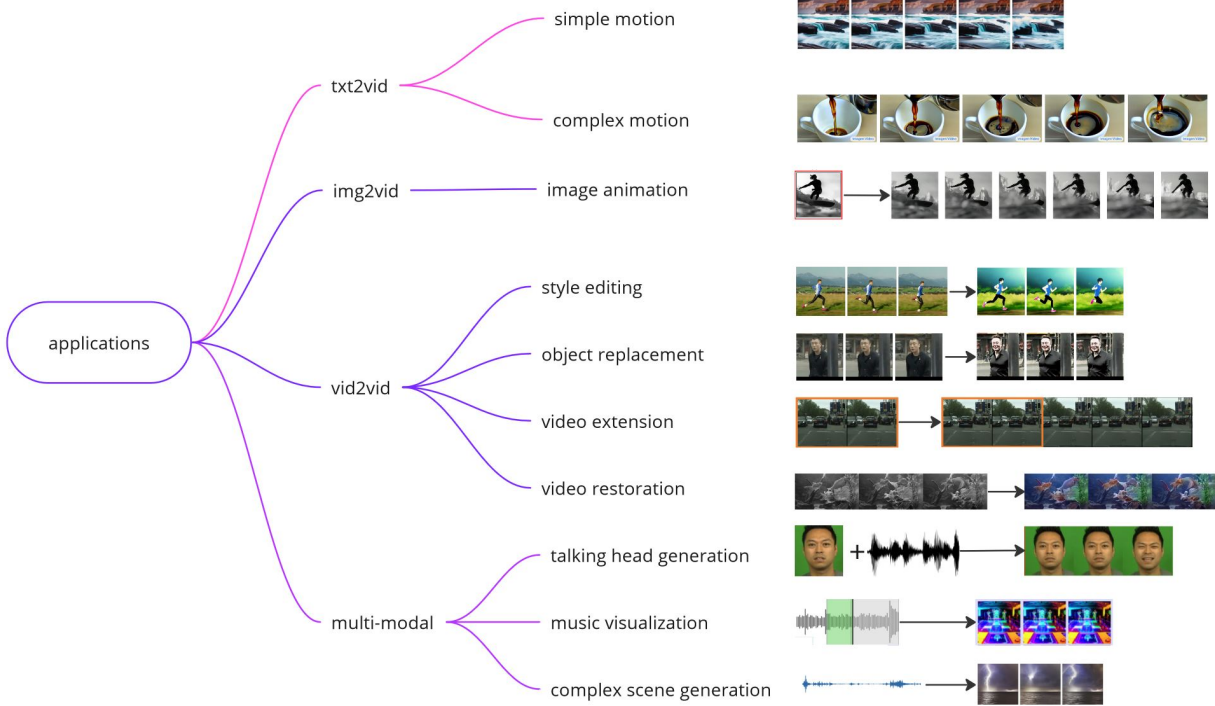 applications
txt2vid
simple motion
complex motion
img2vid
image animation
vid2vid
style editing
object replacement
video extension
video restoration
multi-modal
talking head generation
+
music visualization
complex scene generation